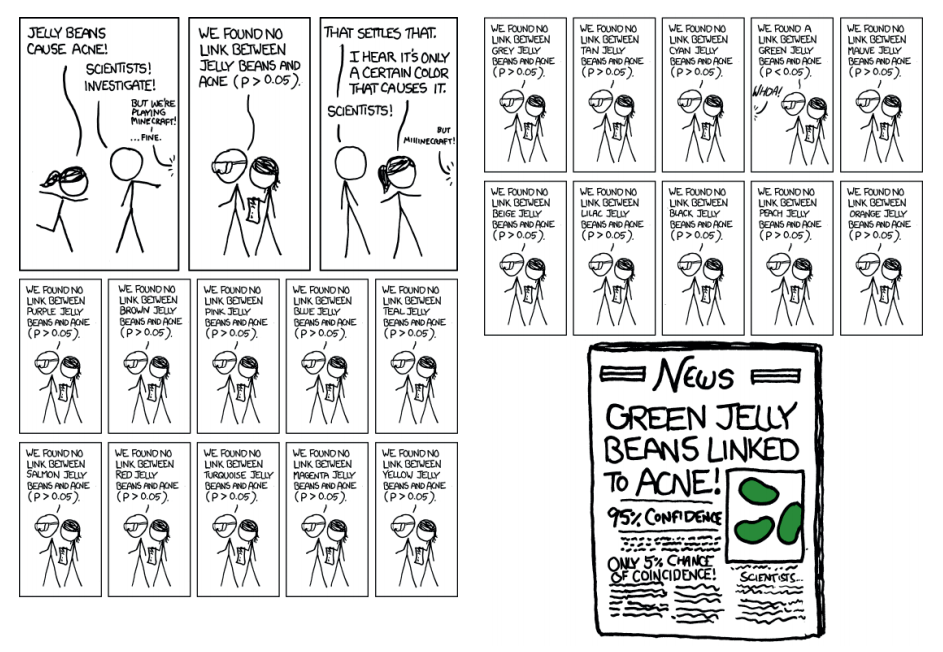 JELLY BEANS
CAUSE ACNE!
SCIENTISTS!
INVESTIGATE!
BUT WE'RE
PLAYING
MINECRAFT!
...FINE.
WE FOUND NO
LINK BETWEEN
JELLY BEANS AND
ACNE (P > 0.05).
THAT SETTLES THAT.
I HEAR IT'S ONLY
A CERTAIN COLOR
THAT CAUSES IT.
SCIENTISTS!
BUT
MIIINECRAFT!
WE FOUND NO
LINK BETWEEN
PURPLE JELLY
BEANS AND ACNE
(P > 0.05).
WE FOUND NO
LINK BETWEEN
BROWN JELLY
BEANS AND ACNE
(P > 0.05).
WE FOUND NO
LINK BETWEEN
PINK JELLY
BEANS AND ACNE
(P > 0.05).
WE FOUND NO
LINK BETWEEN
BLUE JELLY
BEANS AND ACNE
(P > 0.05).
WE FOUND NO
LINK BETWEEN
TEAL JELLY
BEANS AND ACNE
(P > 0.05).
WE FOUND NO
LINK BETWEEN
SALMON JELLY
BEANS AND ACNE
(P > 0.05).
WE FOUND NO
LINK BETWEEN
RED JELLY
BEANS AND ACNE
(P > 0.05).
WE FOUND NO
LINK BETWEEN
TURQUOISE JELLY
BEANS AND ACNE
(P > 0.05).
WE FOUND NO
LINK BETWEEN
MAGENTA JELLY
BEANS AND ACNE
(P > 0.05).
WE FOUND NO
LINK BETWEEN
YELLOW JELLY
BEANS AND ACNE
(P > 0.05).
WE FOUND NO
LINK BETWEEN
GREY JELLY
BEANS AND ACNE
(P > 0.05).
WE FOUND NO
LINK BETWEEN
TAN JELLY
BEANS AND ACNE
(P > 0.05).
WE FOUND NO
LINK BETWEEN
CYAN JELLY
BEANS AND ACNE
(P > 0.05).
WE FOUND A
LINK BETWEEN
GREEN JELLY
BEANS AND ACNE
(P < 0.05).
WHOA!
WE FOUND NO
LINK BETWEEN
MAUVE JELLY
BEANS AND ACNE
(P > 0.05).
WE FOUND NO
LINK BETWEEN
BEIGE JELLY
BEANS AND ACNE
(P > 0.05).
WE FOUND NO
LINK BETWEEN
LILAC JELLY
BEANS AND ACNE
(P > 0.05).
WE FOUND NO
LINK BETWEEN
BLACK JELLY
BEANS AND ACNE
(P > 0.05).
WE FOUND NO
LINK BETWEEN
PEACH JELLY
BEANS AND ACNE
(P > 0.05).
WE FOUND NO
LINK BETWEEN
ORANGE JELLY
BEANS AND ACNE
(P > 0.05).
NEWS
GREEN JELLY
BEANS LINKED
TO ACNE!
95% CONFIDENCE
ONLY 5% CHANCE
OF COINCIDENCE!
SCIENTISTS...